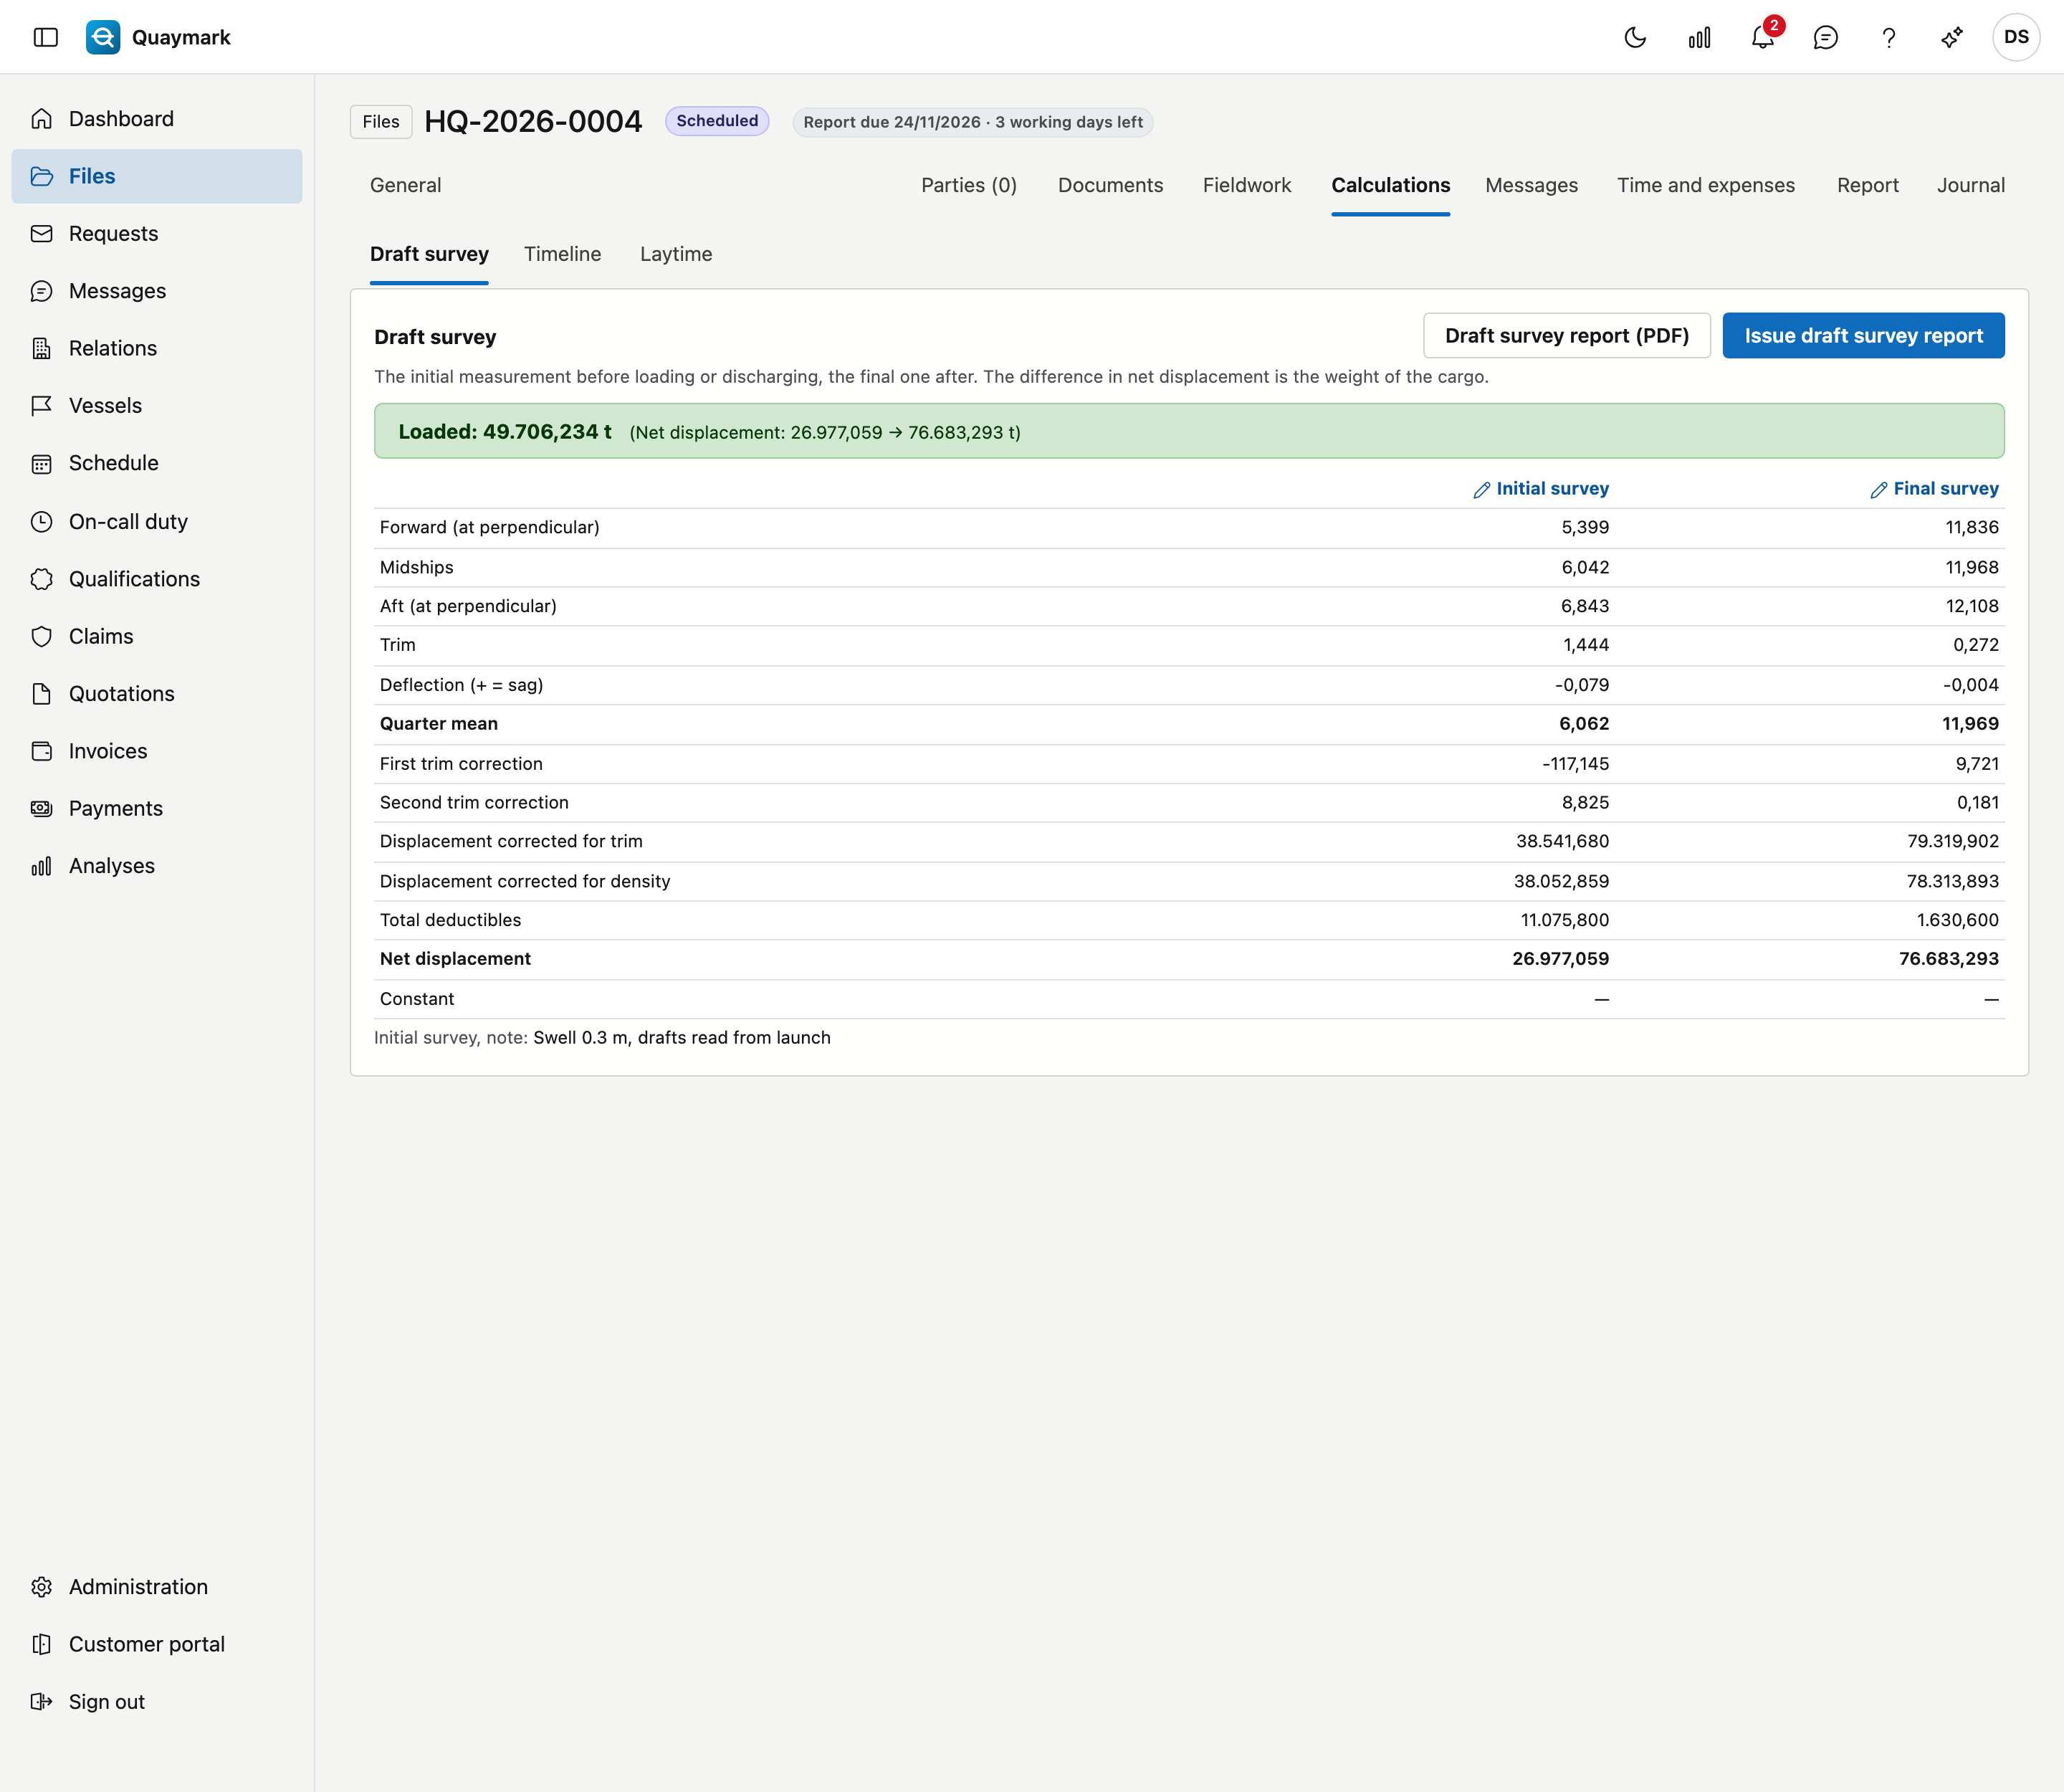 Quaymark
2
DS
Dashboard
Files
Requests
Messages
Relations
Vessels
Schedule
On-call duty
Qualifications
Claims
Quotations
Invoices
Payments
Analyses
Administration
Customer portal
Sign out
Files HQ-2026-0004 Scheduled Report due 24/11/2026 · 3 working days left
General Parties (0) Documents Fieldwork Calculations Messages Time and expenses Report Journal
Draft survey Timeline Laytime
Draft survey Draft survey report (PDF) Issue draft survey report
The initial measurement before loading or discharging, the final one after. The difference in net displacement is the weight of the cargo.
Loaded: 49.706,234 t (Net displacement: 26.977,059 → 76.683,293 t)
Initial survey Final survey
Forward (at perpendicular) 5,399 11,836
Midships 6,042 11,968
Aft (at perpendicular) 6,843 12,108
Trim 1,444 0,272
Deflection (+ = sag) -0,079 -0,004
Quarter mean 6,062 11,969
First trim correction -117,145 9,721
Second trim correction 8,825 0,181
Displacement corrected for trim 38.541,680 79.319,902
Displacement corrected for density 38.052,859 78.313,893
Total deductibles 11.075,800 1.630,600
Net displacement 26.977,059 76.683,293
Constant — —
Initial survey, note: Swell 0.3 m, drafts read from launch